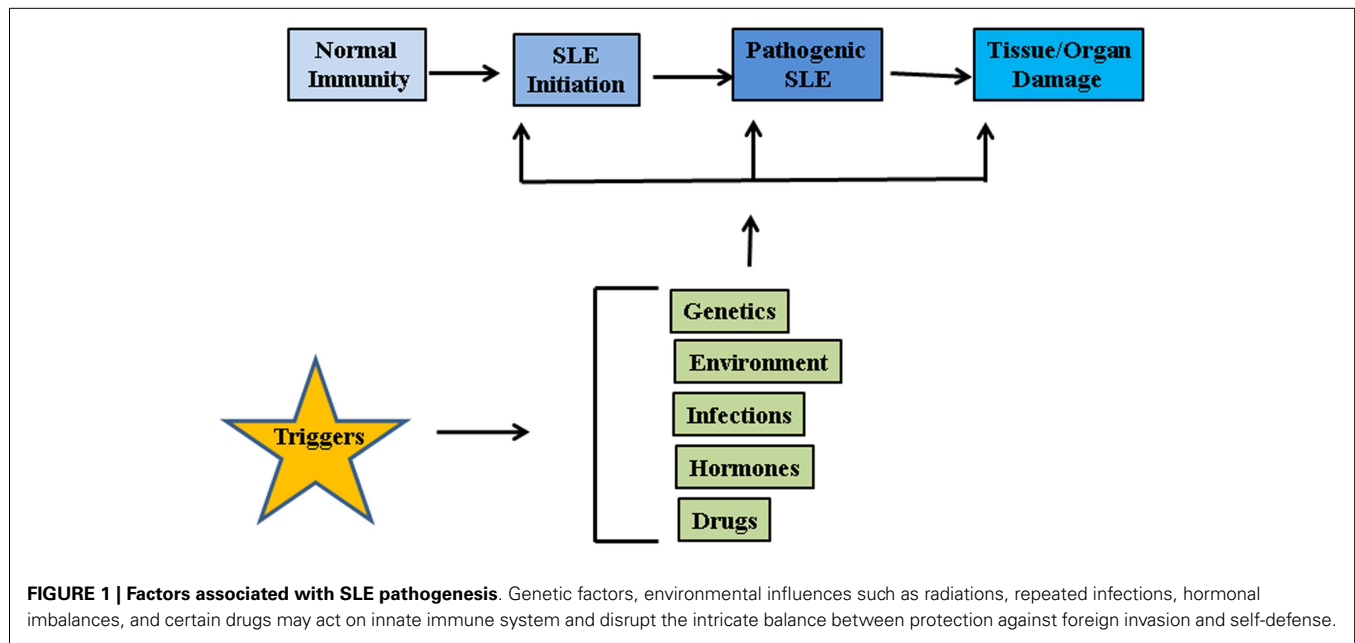 Normal
Immunity
SLE
Initiation
Pathogenic
SLE
Tissue/Organ
Damage
Genetics
Environment
Infections
Hormones
Drugs
Triggers
FIGURE 1 | Factors associated with SLE pathogenesis. Genetic factors, environmental influences such as radiations, repeated infections, hormonal
imbalances, and certain drugs may act on innate immune system and disrupt the intricate balance between protection against foreign invasion and self-defense.